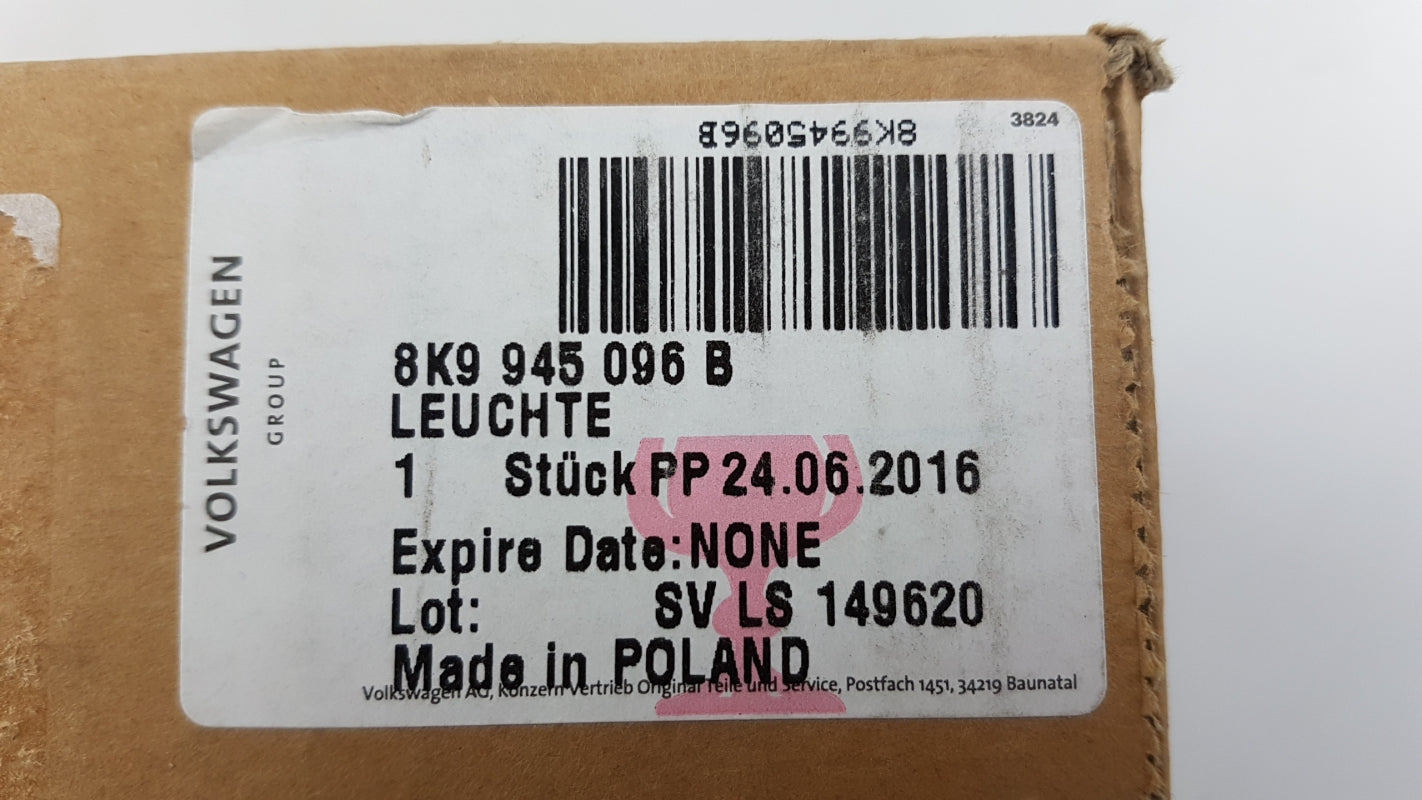 3824
8K9945096B
VOLKSWAGEN
GROUP
8K9 945 096 B
LEUCHTE
1 Stück PP 24.06.2016
Expire Date:NONE
Lot: SV LS 149620
Made in POLAND
Volkswagen AG, Konzern Vertrieb Original Teile und Service, Postfach 1451, 34219 Baunatal